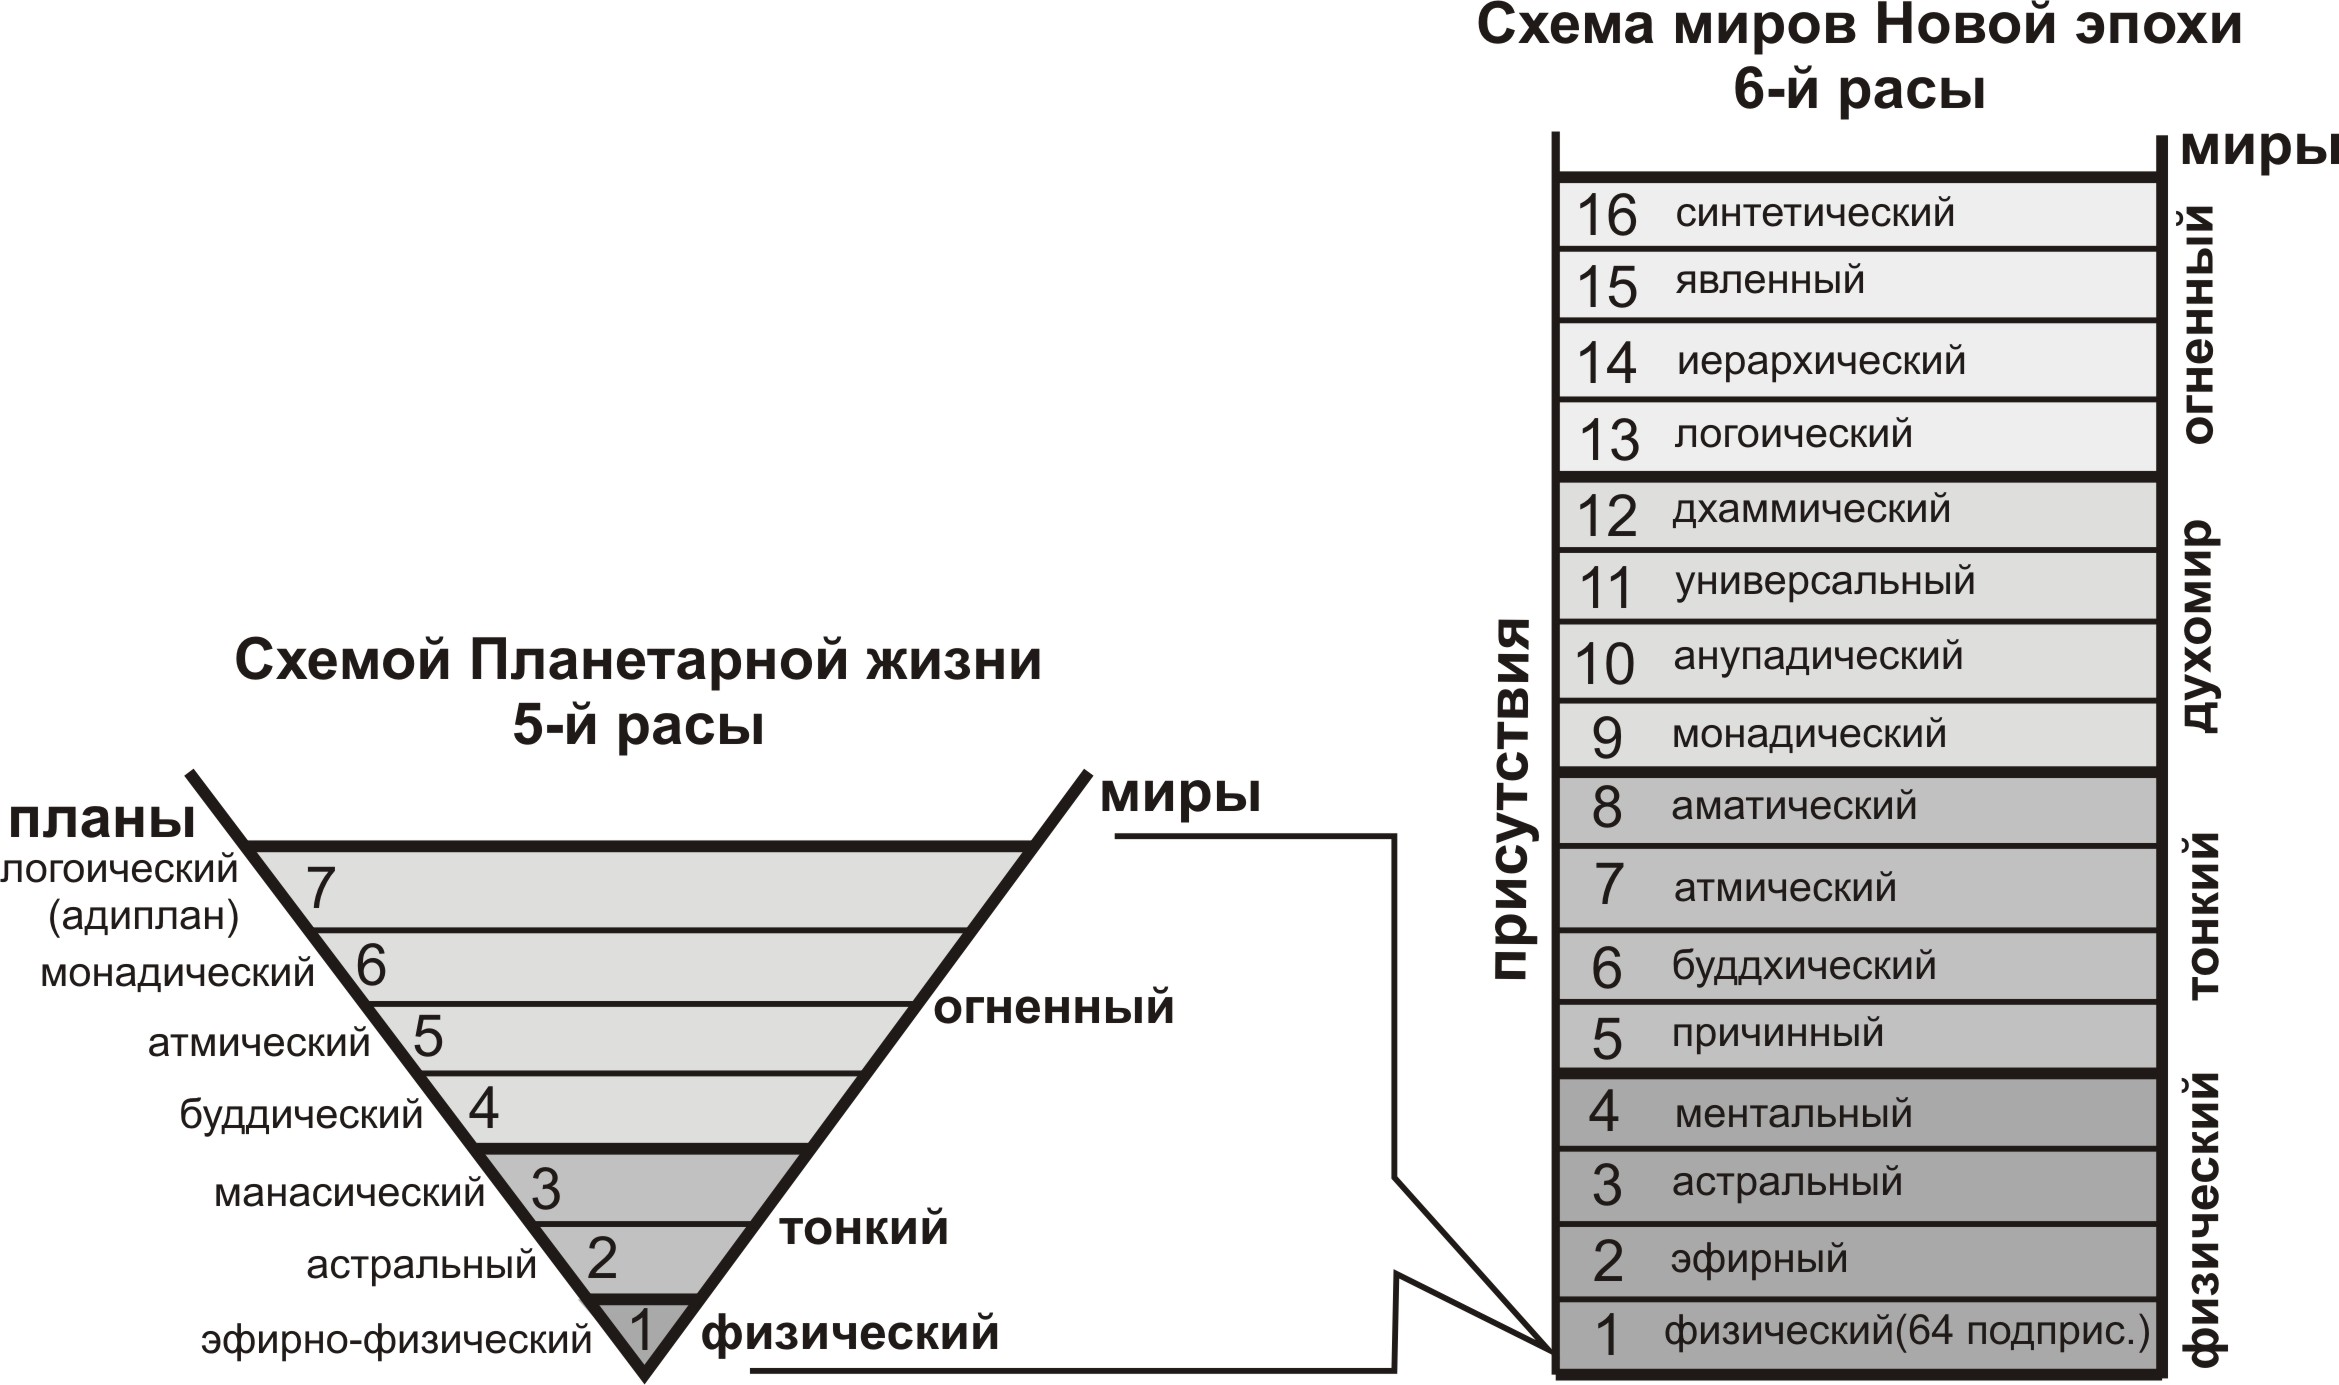 Схема миров Новой эпохи
6-й расы
миры
16 синтетический
15 явленный
14 иерархический
13 логоический
огненный
12 дхаммический
11 универсальный
10 анупадический
9 монадический
духомир
8 аматический
7 атмический
6 буддхический
5 причинный
тонкий
4 ментальный
3 астральный
2 эфирный
1 физический(64 подприс.)
физический
присутствия
Схемой Планетарной жизни
5-й расы
планы
миры
логоический 7
(адиплан)
монадический 6
атмический 5
буддический 4
огненный
манасический 3
астральный 2
тонкий
эфирно-физический 1
физический